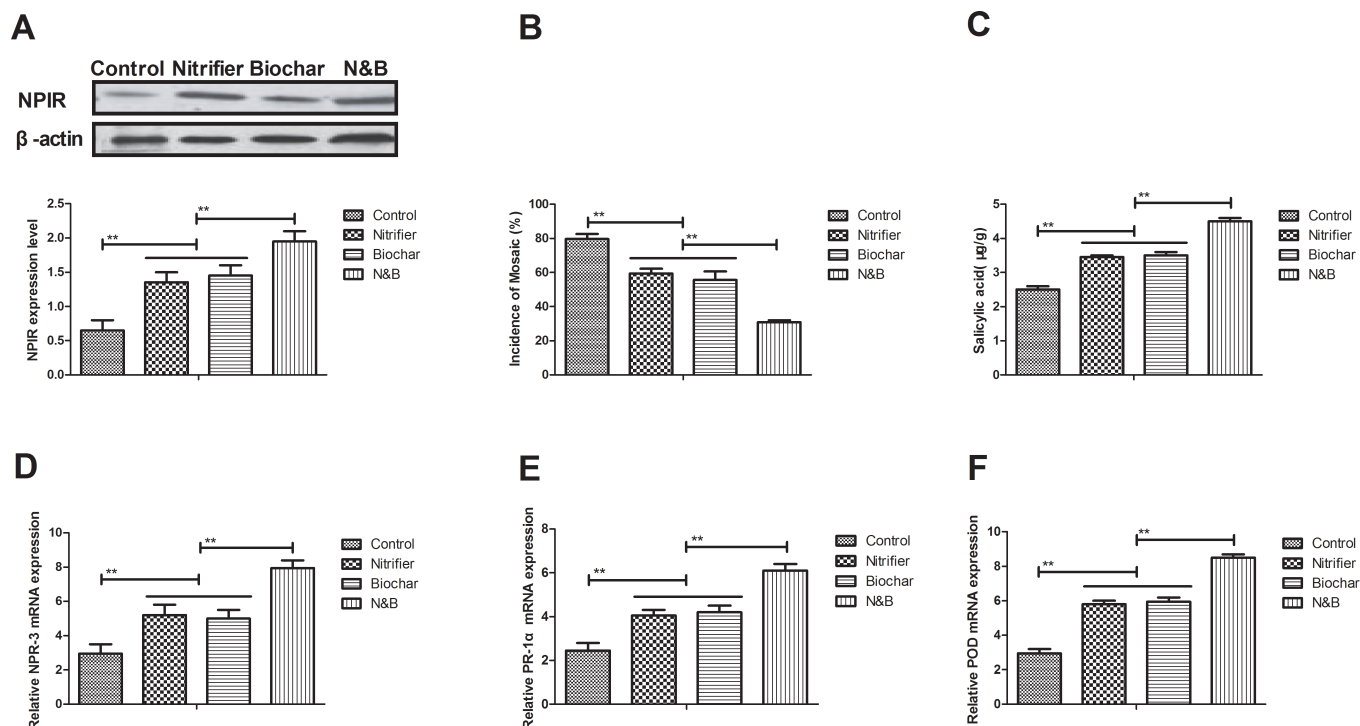 A
Control Nitrifier Biochar N&B
NPIR
β -actin
NPIR expression level
2.5
2.0
1.5
1.0
0.5
0.0
**
**
Control
Nitrifier
Biochar
N&B
B
Incidence of Mosaic (%)
100
80
60
40
20
0
**
**
Control
Nitrifier
Biochar
N&B
C
Salicylic acid( μg/g)
5
4
3
2
1
0
**
**
Control
Nitrifier
Biochar
N&B
D
Relative NPR-3 mRNA expression
10
8
6
4
2
0
**
**
Control
Nitrifier
Biochar
N&B
E
Relative PR-1α mRNA expression
8
6
4
2
0
**
**
Control
Nitrifier
Biochar
N&B
F
Relative POD mRNA expression
10
8
6
4
2
0
**
**
Control
Nitrifier
Biochar
N&B